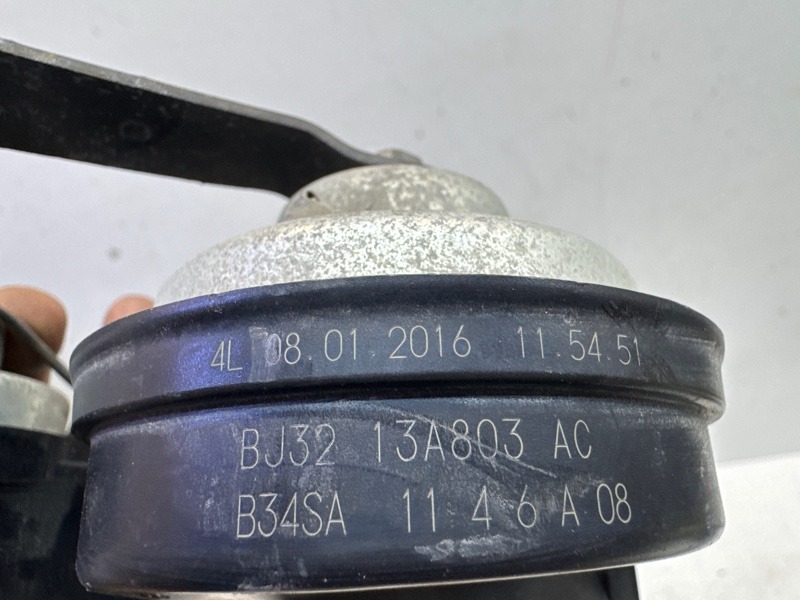 4L 08.01.2016 11.54.51
BJ32 13A803 AC
B34SA 11 4 6 A 08